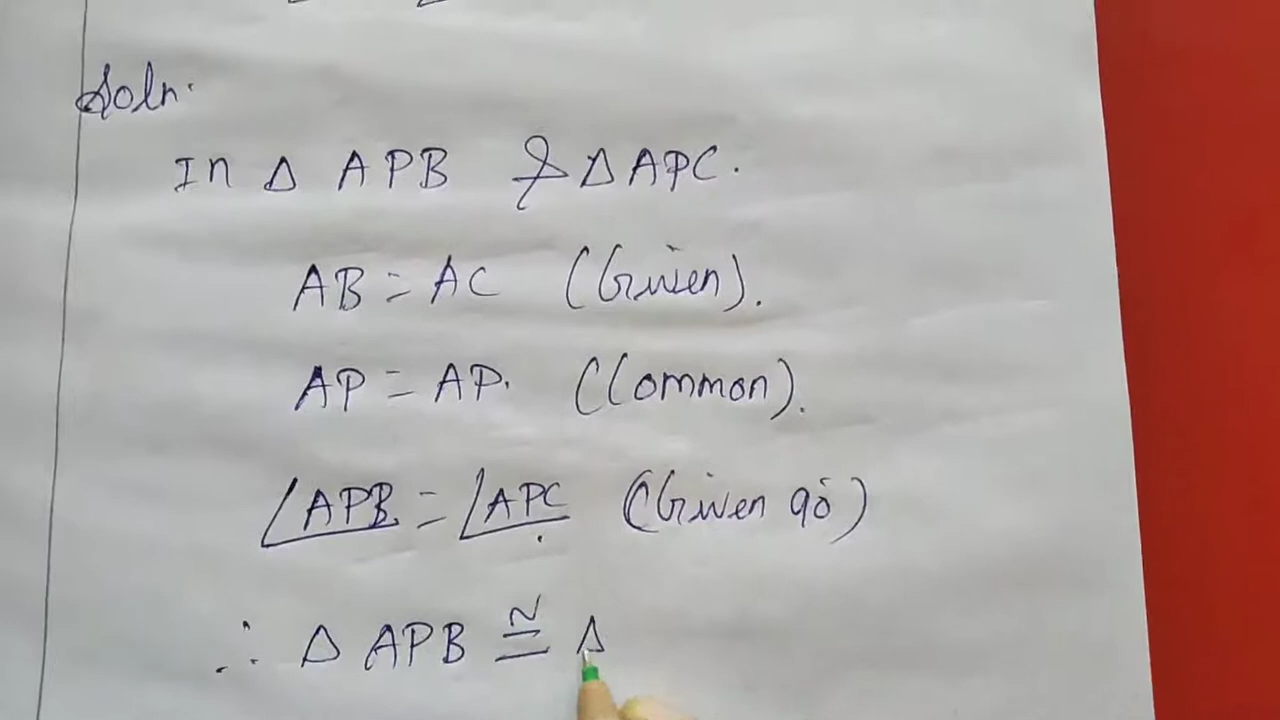 Soln.
In Δ APB & Δ APC.
AB = AC (Given).
AP = AP. (Common).
∠APB = ∠APC (Given 90°)
∴ Δ APB ≅ Δ